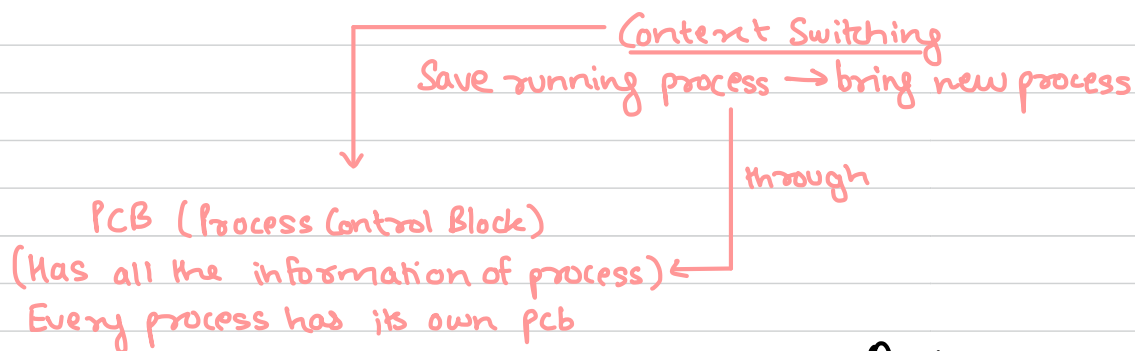 Context Switching
Save running process → bring new process
through
PCB (Process Control Block)
(Has all the information of process)
Every process has its own pcb